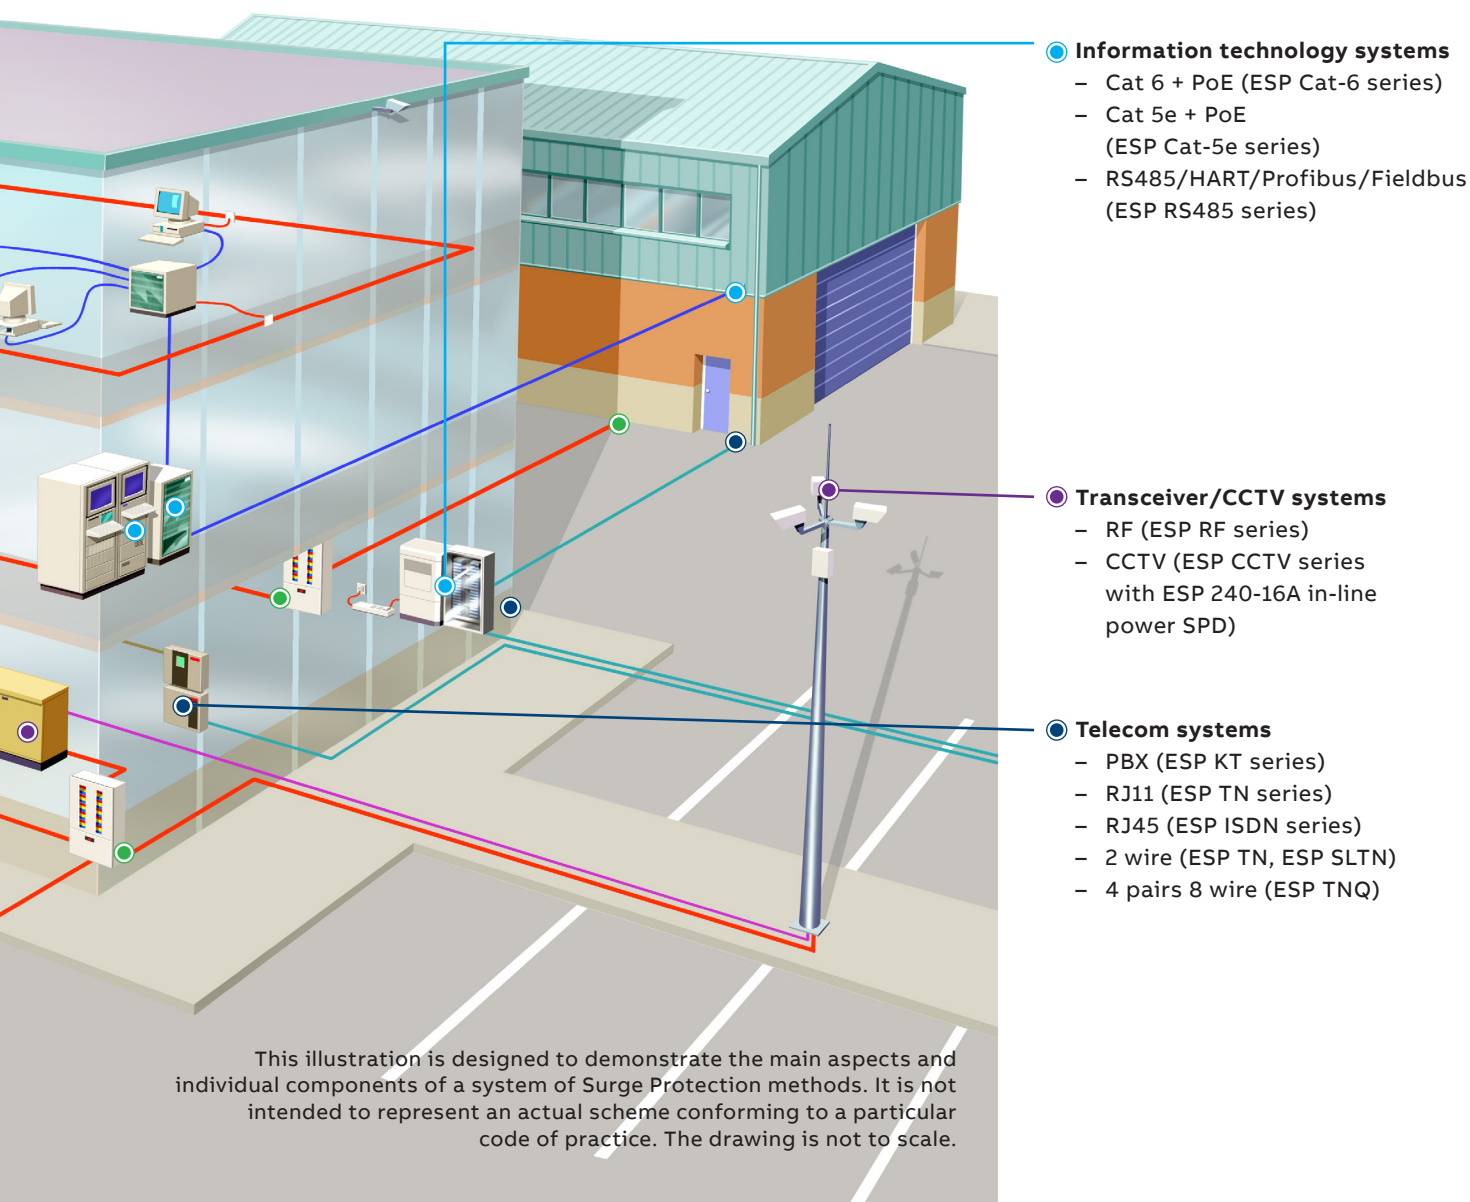 Information technology systems
– Cat 6 + PoE (ESP Cat-6 series)
– Cat 5e + PoE
(ESP Cat-5e series)
– RS485/HART/Profibus/Fieldbus
(ESP RS485 series)
Transceiver/CCTV systems
– RF (ESP RF series)
– CCTV (ESP CCTV series
with ESP 240-16A in-line
power SPD)
Telecom systems
– PBX (ESP KT series)
– RJ11 (ESP TN series)
– RJ45 (ESP ISDN series)
– 2 wire (ESP TN, ESP SLTN)
– 4 pairs 8 wire (ESP TNQ)
This illustration is designed to demonstrate the main aspects and
individual components of a system of Surge Protection methods. It is not
intended to represent an actual scheme conforming to a particular
code of practice. The drawing is not to scale.